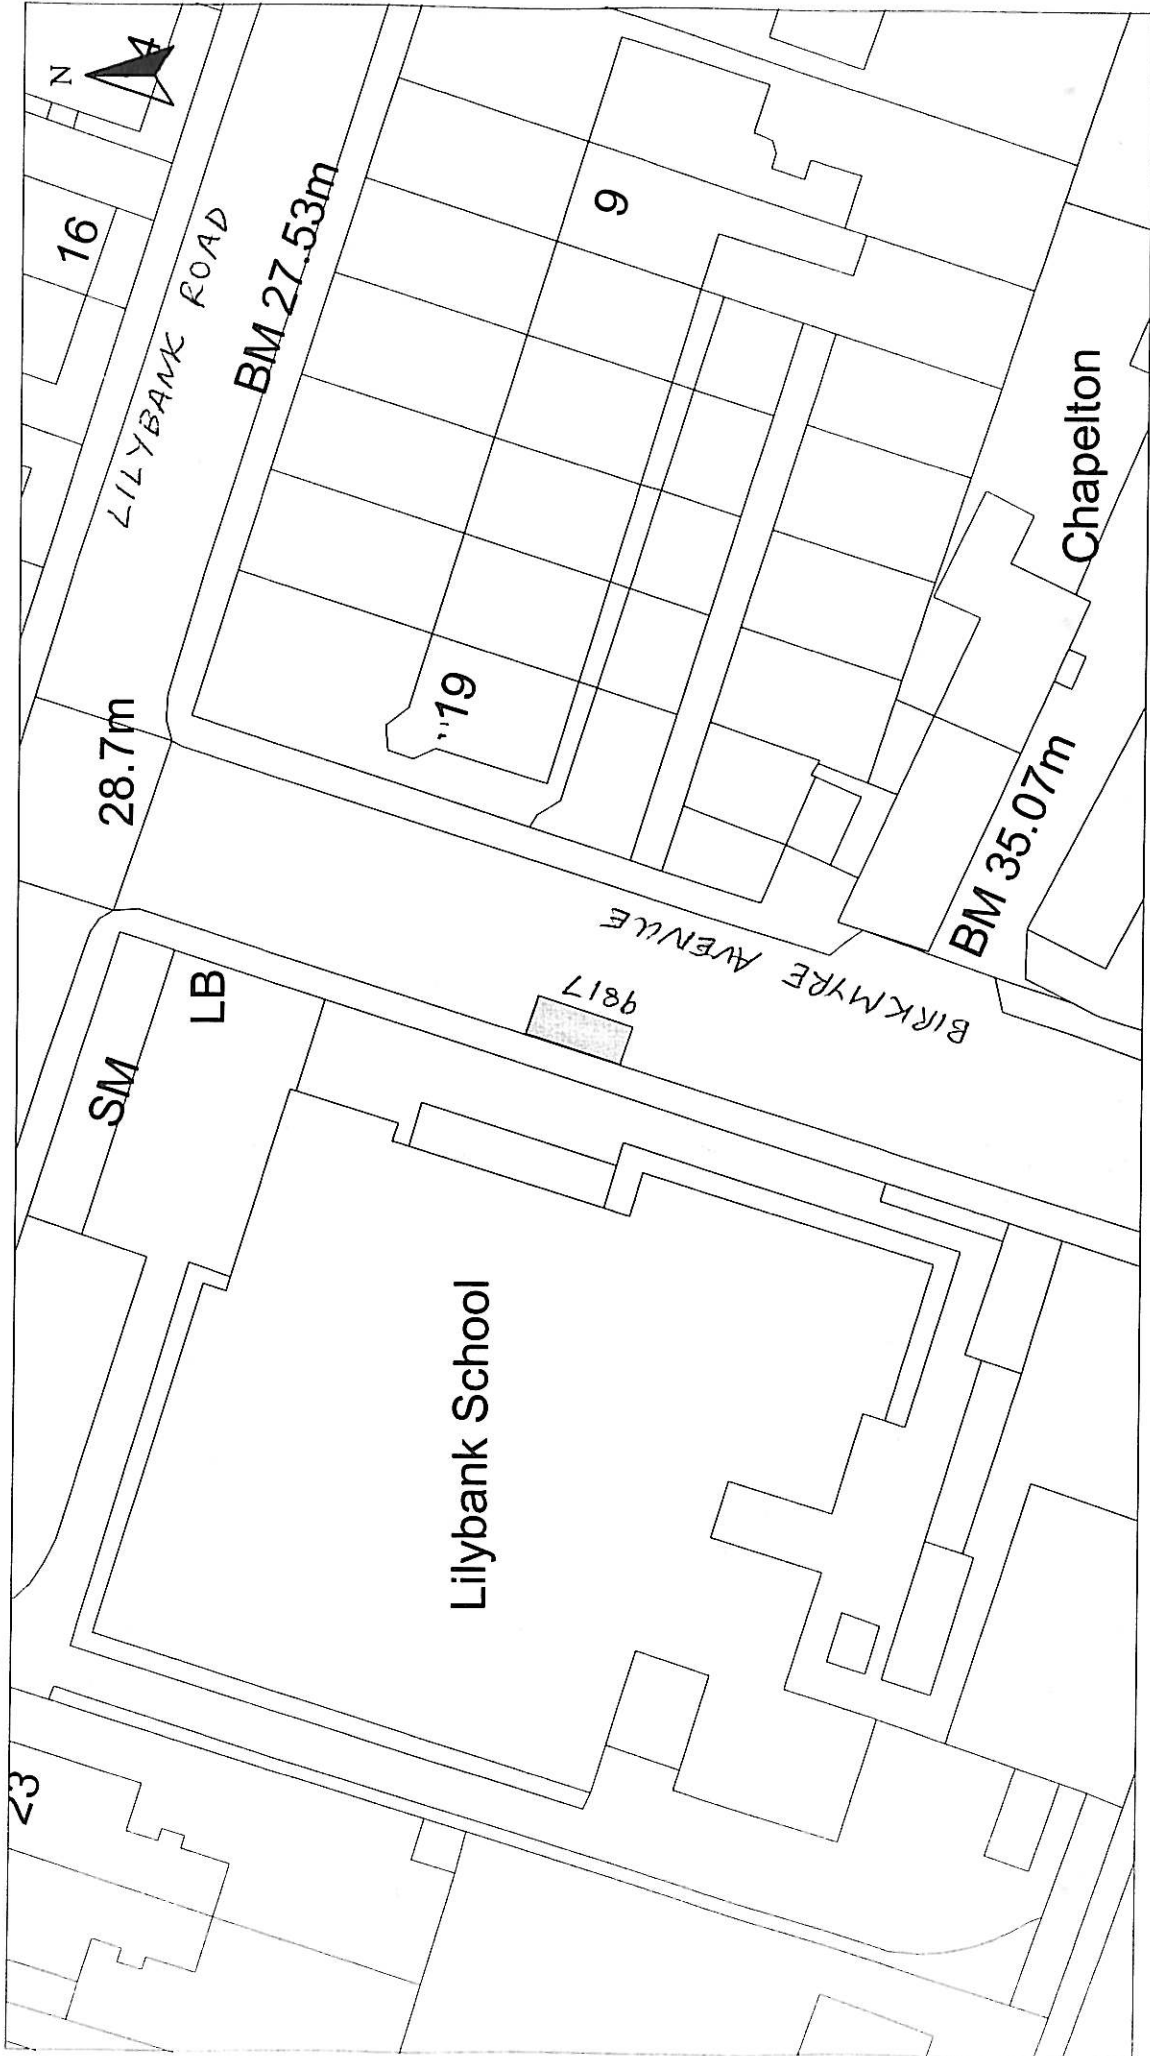 N
4
16
LILYBANK ROAD
BM 27.53m
9
28.7m
19
Chapelton
LB
SM
BIRKMYRE AVENUE
9817
BM 35.07m
Lilybank School
23